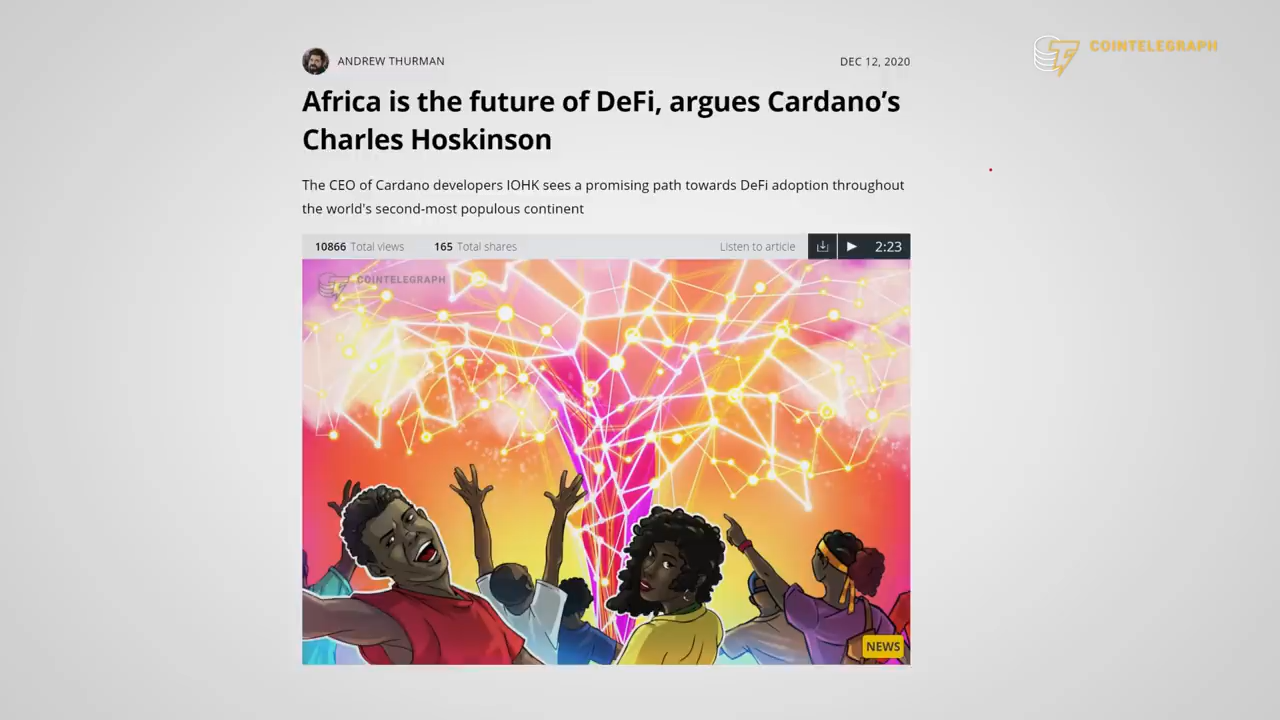 COINTELEGRAPH
ANDREW THURMAN
DEC 12, 2020
Africa is the future of DeFi, argues Cardano’s
Charles Hoskinson
The CEO of Cardano developers IOHK sees a promising path towards DeFi adoption throughout
the world's second-most populous continent
10866 Total views 165 Total shares Listen to article 2:23
COINTELEGRAPH
NEWS